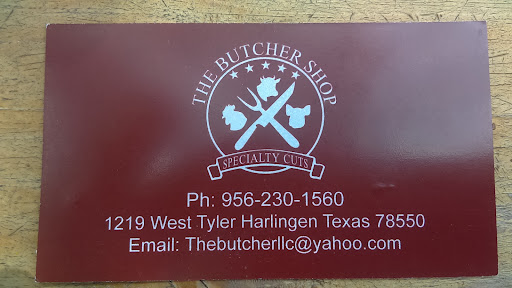 THE BUTCHER SHOP
SPECIALTY CUTS
Ph: 956-230-1560
1219 West Tyler Harlingen Texas 78550
Email: Thebutcherllc@yahoo.com